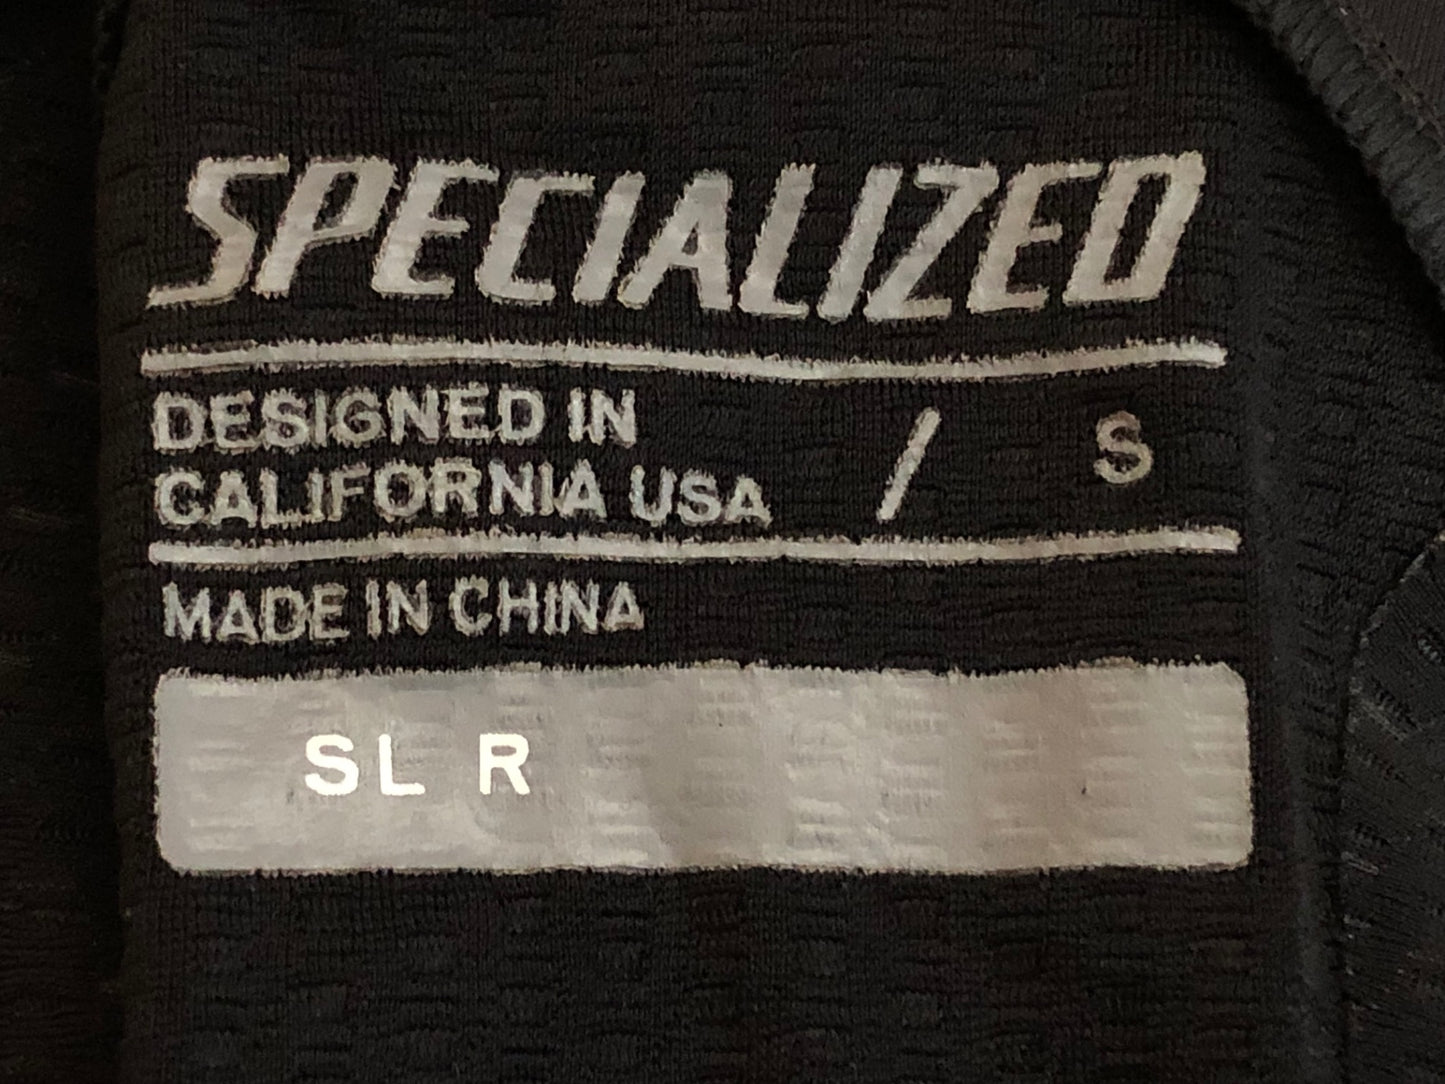 SPECIALIZED
DESIGNED IN
CALIFORNIA USA / S
MADE IN CHINA
SL R